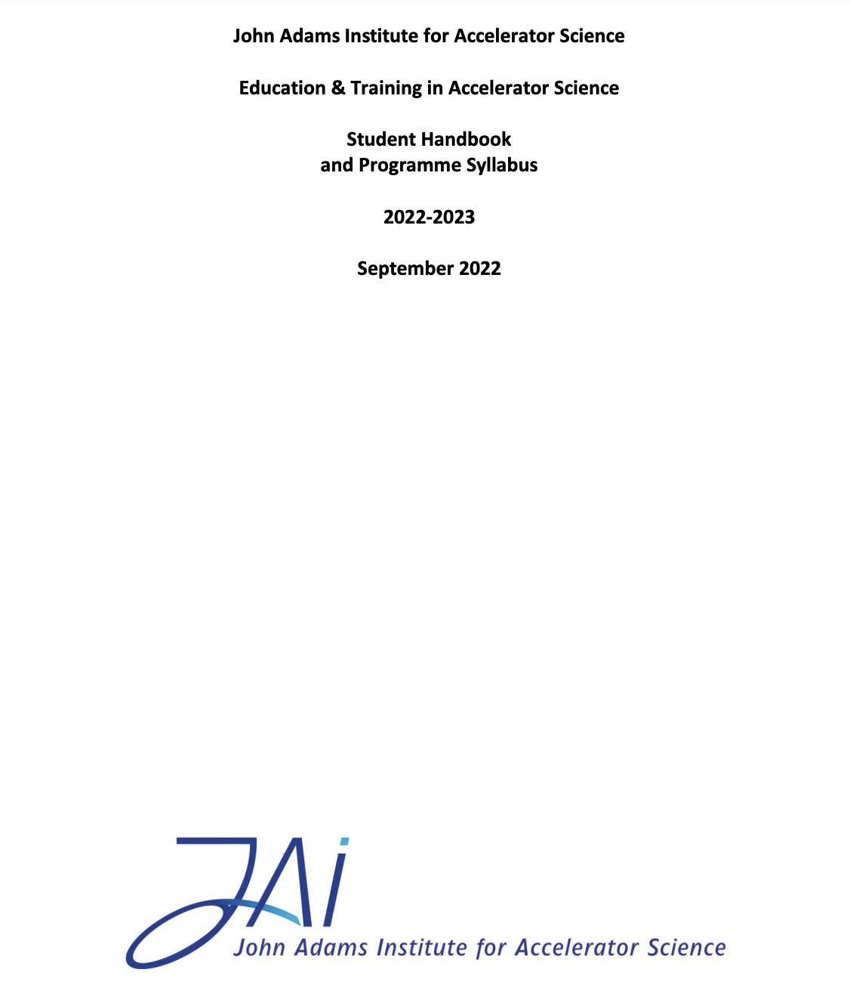 John Adams Institute for Accelerator Science
Education & Training in Accelerator Science
Student Handbook
and Programme Syllabus
2022-2023
September 2022
JAi
John Adams Institute for Accelerator Science